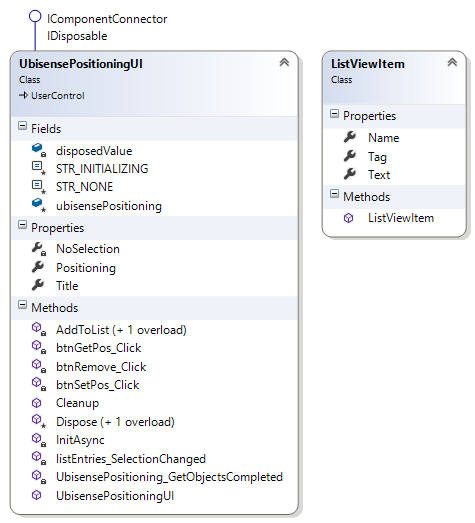 IComponentConnector
IDisposable
UbisensePositioningUI
Class
UserControl
Fields
disposedValue
STR_INITIALIZING
STR_NONE
ubisensePositioning
Properties
NoSelection
Positioning
Title
Methods
AddToList (+ 1 overload)
btnGetPos_Click
btnRemove_Click
btnSetPos_Click
Cleanup
Dispose (+ 1 overload)
InitAsync
listEntries_SelectionChanged
UbisensePositioning_GetObjectsCompleted
UbisensePositioningUI
ListViewItem
Class
Properties
Name
Tag
Text
Methods
ListViewItem